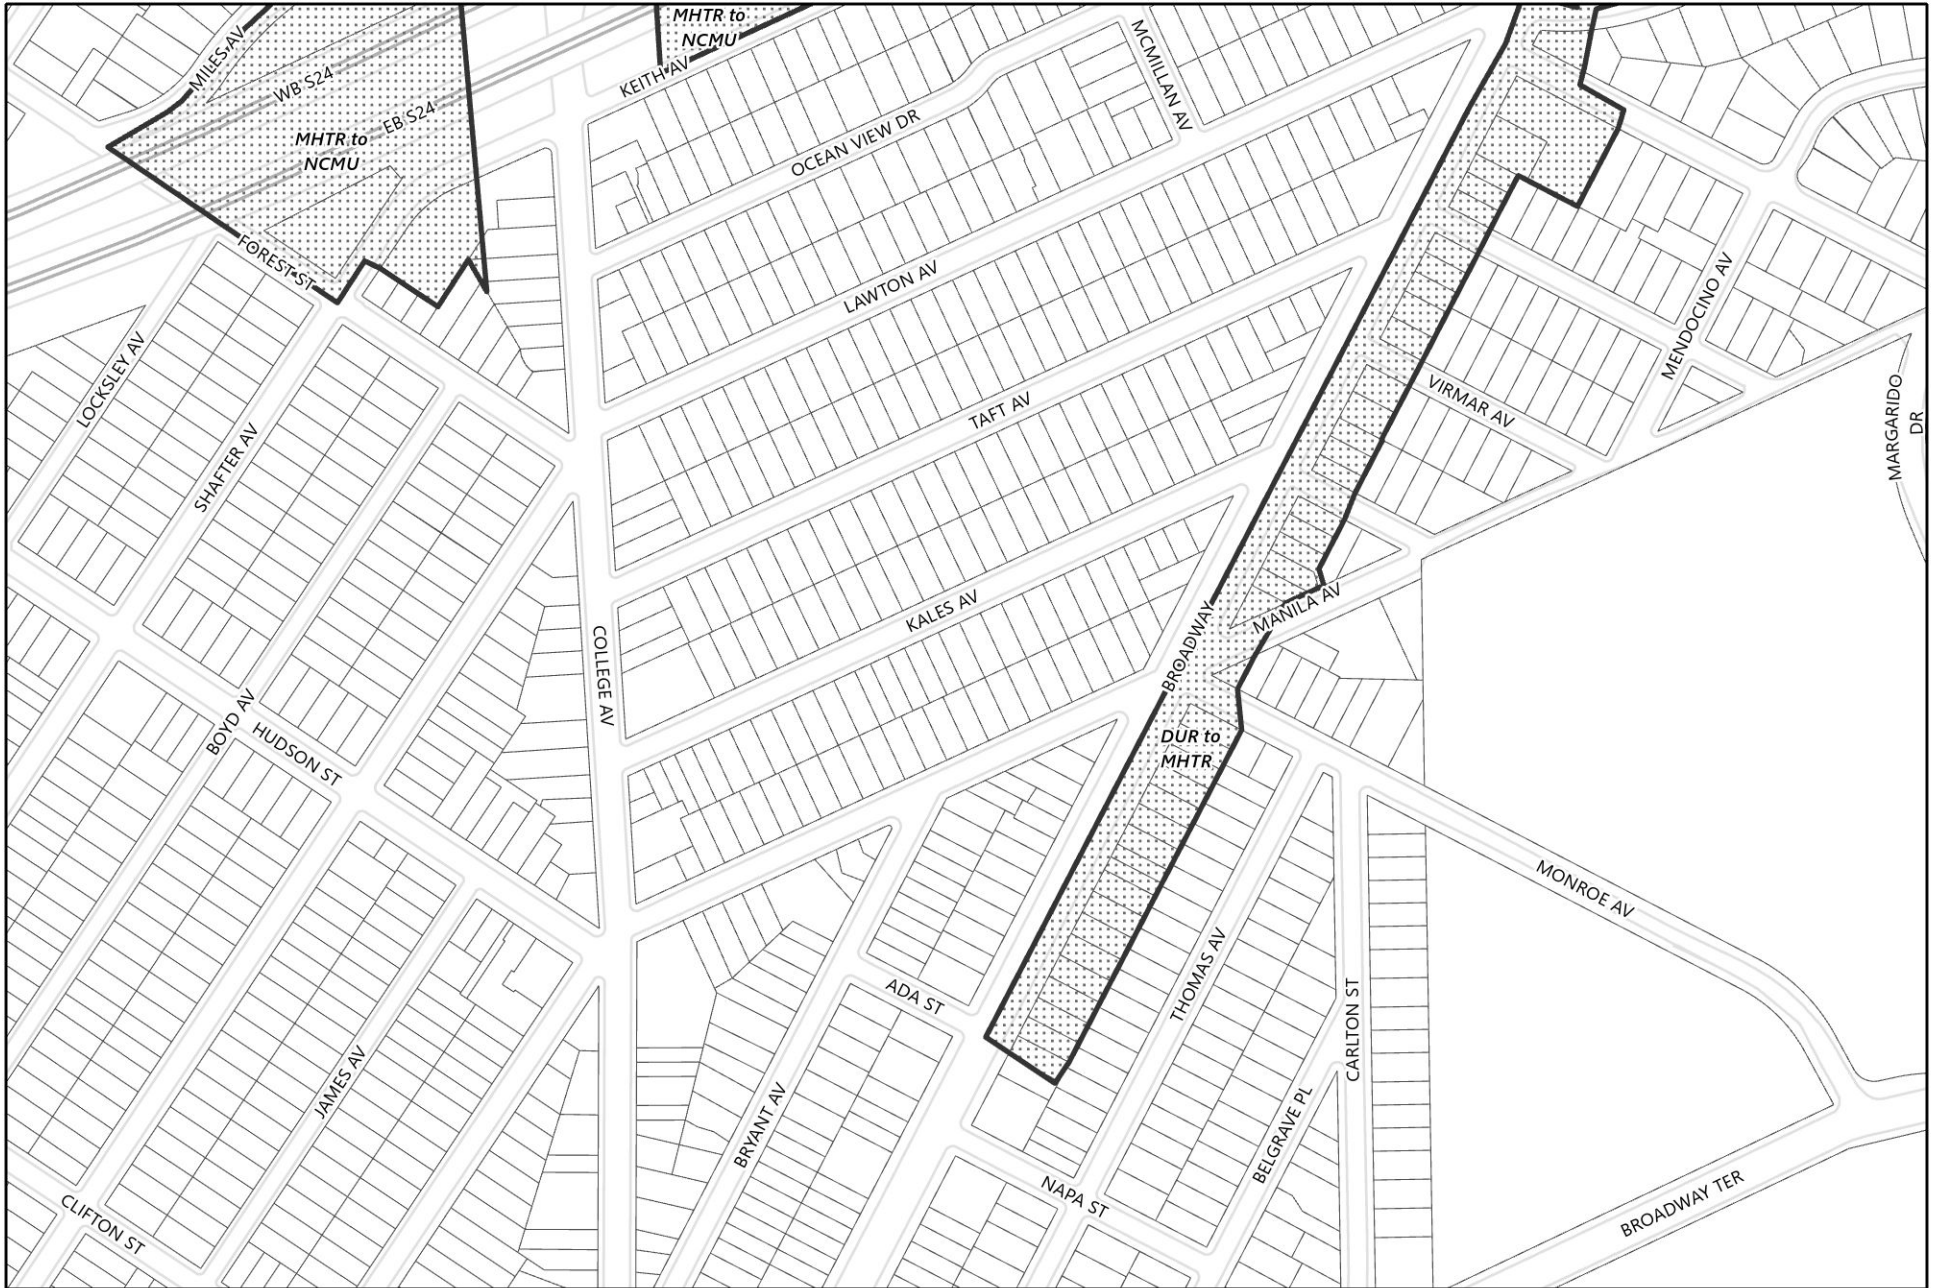 MHTR to
NCMU
MILES AV
WB S24
EB S24
MHTR to
NCMU
KEITH AV
MCMILLAN AV
OCEAN VIEW DR
FOREST ST
LAWTON AV
LOCKSLEY AV
SHAFTER AV
TAFT AV
MENDOCINO AV
VIRMAR AV
MARGARIDO
DR
KALES AV
MANILA AV
BROADWAY
COLLEGE AV
BOYD AV
HUDSON ST
DUR to
MHTR
MONROE AV
THOMAS AV
ADA ST
CARLTON ST
JAMES AV
BRYANT AV
BELGRAVE PL
NAPA ST
CLIFTON ST
BROADWAY TER